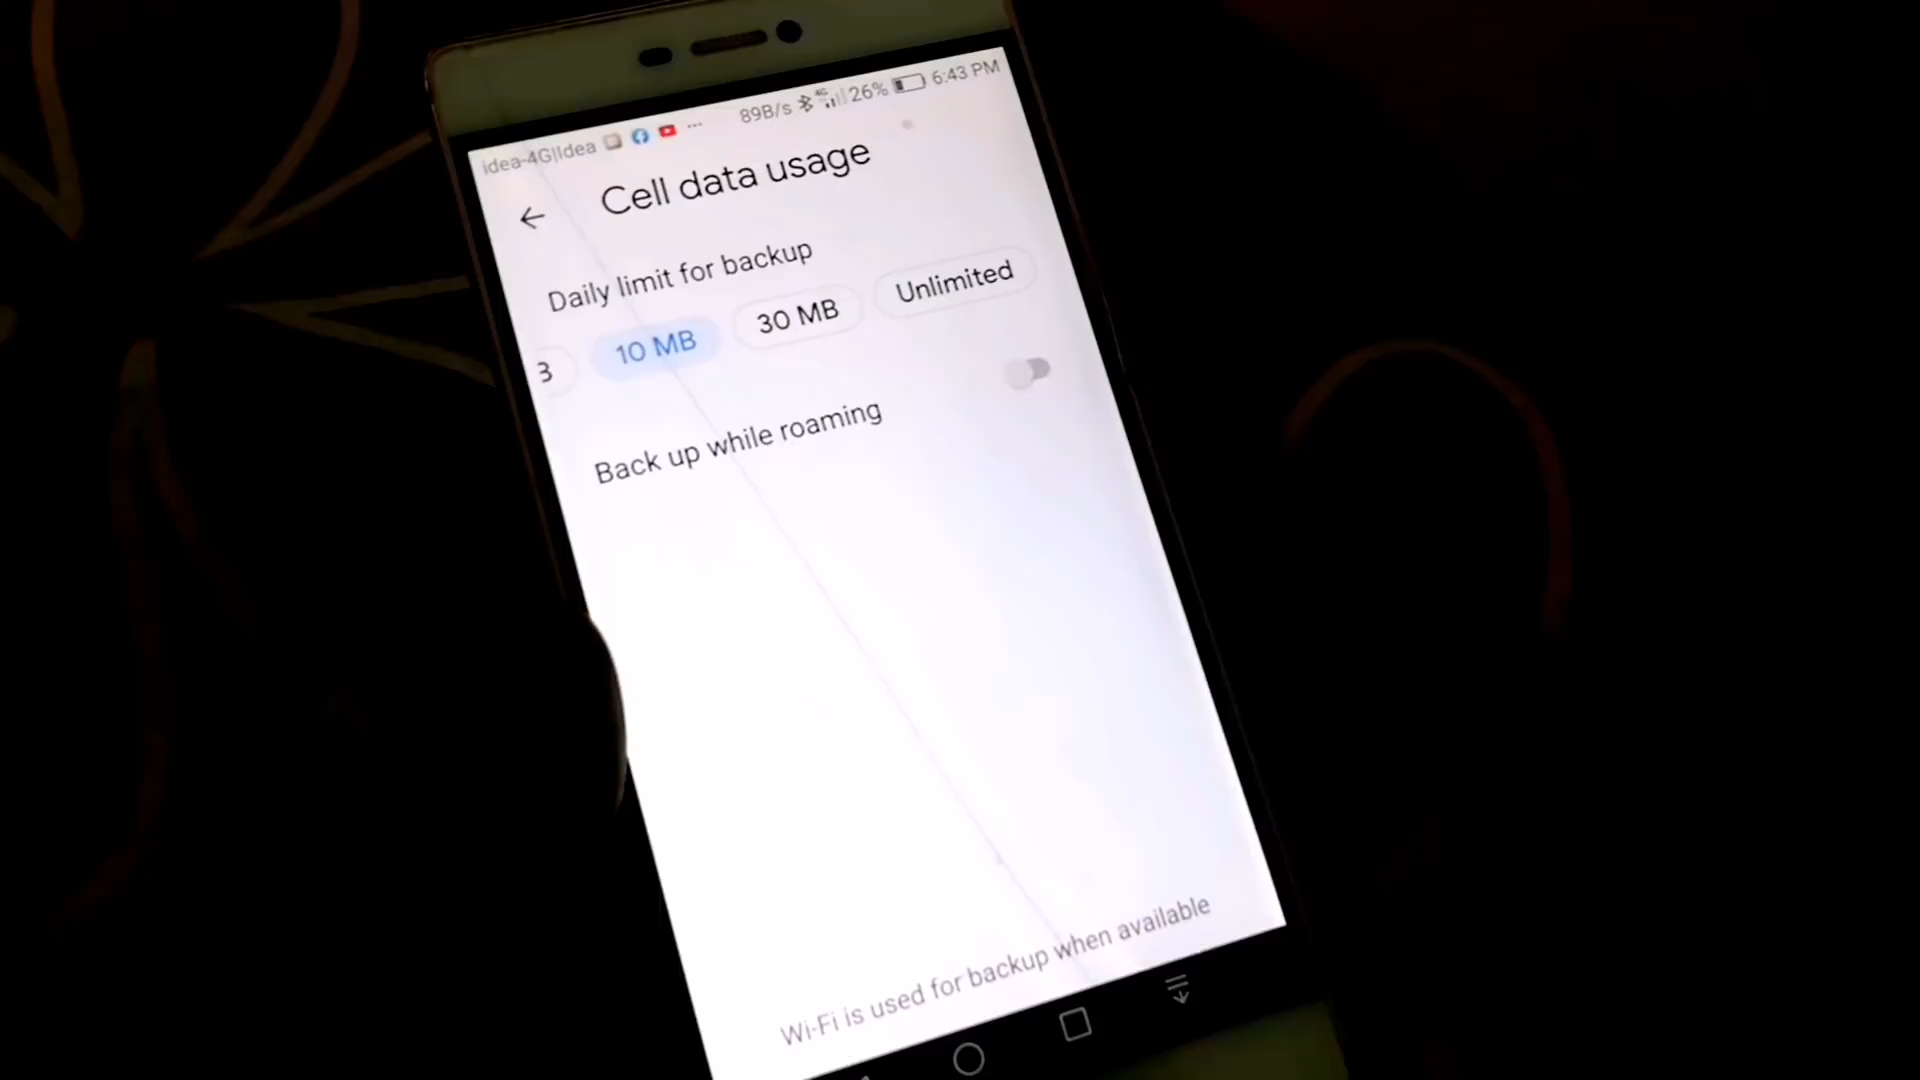 idea-4G|Idea 89B/s 4G 26% 6:43 PM
Cell data usage
Daily limit for backup
10 MB 30 MB Unlimited
Back up while roaming
Wi-Fi is used for backup when available